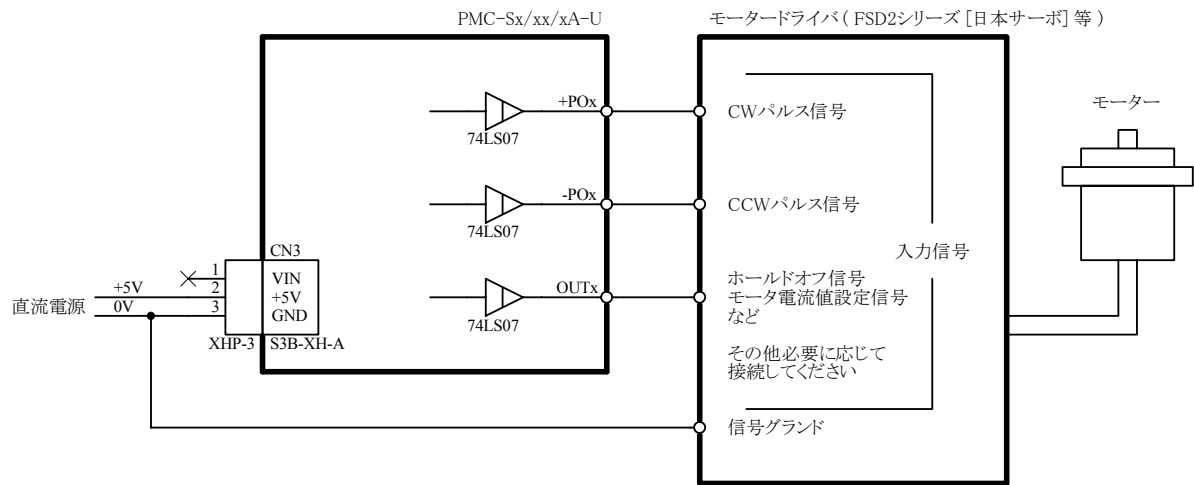 PMC-Sx/xx/xA-U
モータードライバ ( FSD2シリーズ [日本サーボ] 等 )
+POx
74LS07
CWパルス信号
モーター
-POx
74LS07
CCWパルス信号
入力信号
CN3
1
VIN
+5V
2
+5V
直流電源
0V
3
GND
XHP-3
S3B-XH-A
OUTx
74LS07
ホールドオフ信号
モータ電流値設定信号
など
その他必要に応じて
接続してください
信号グランド